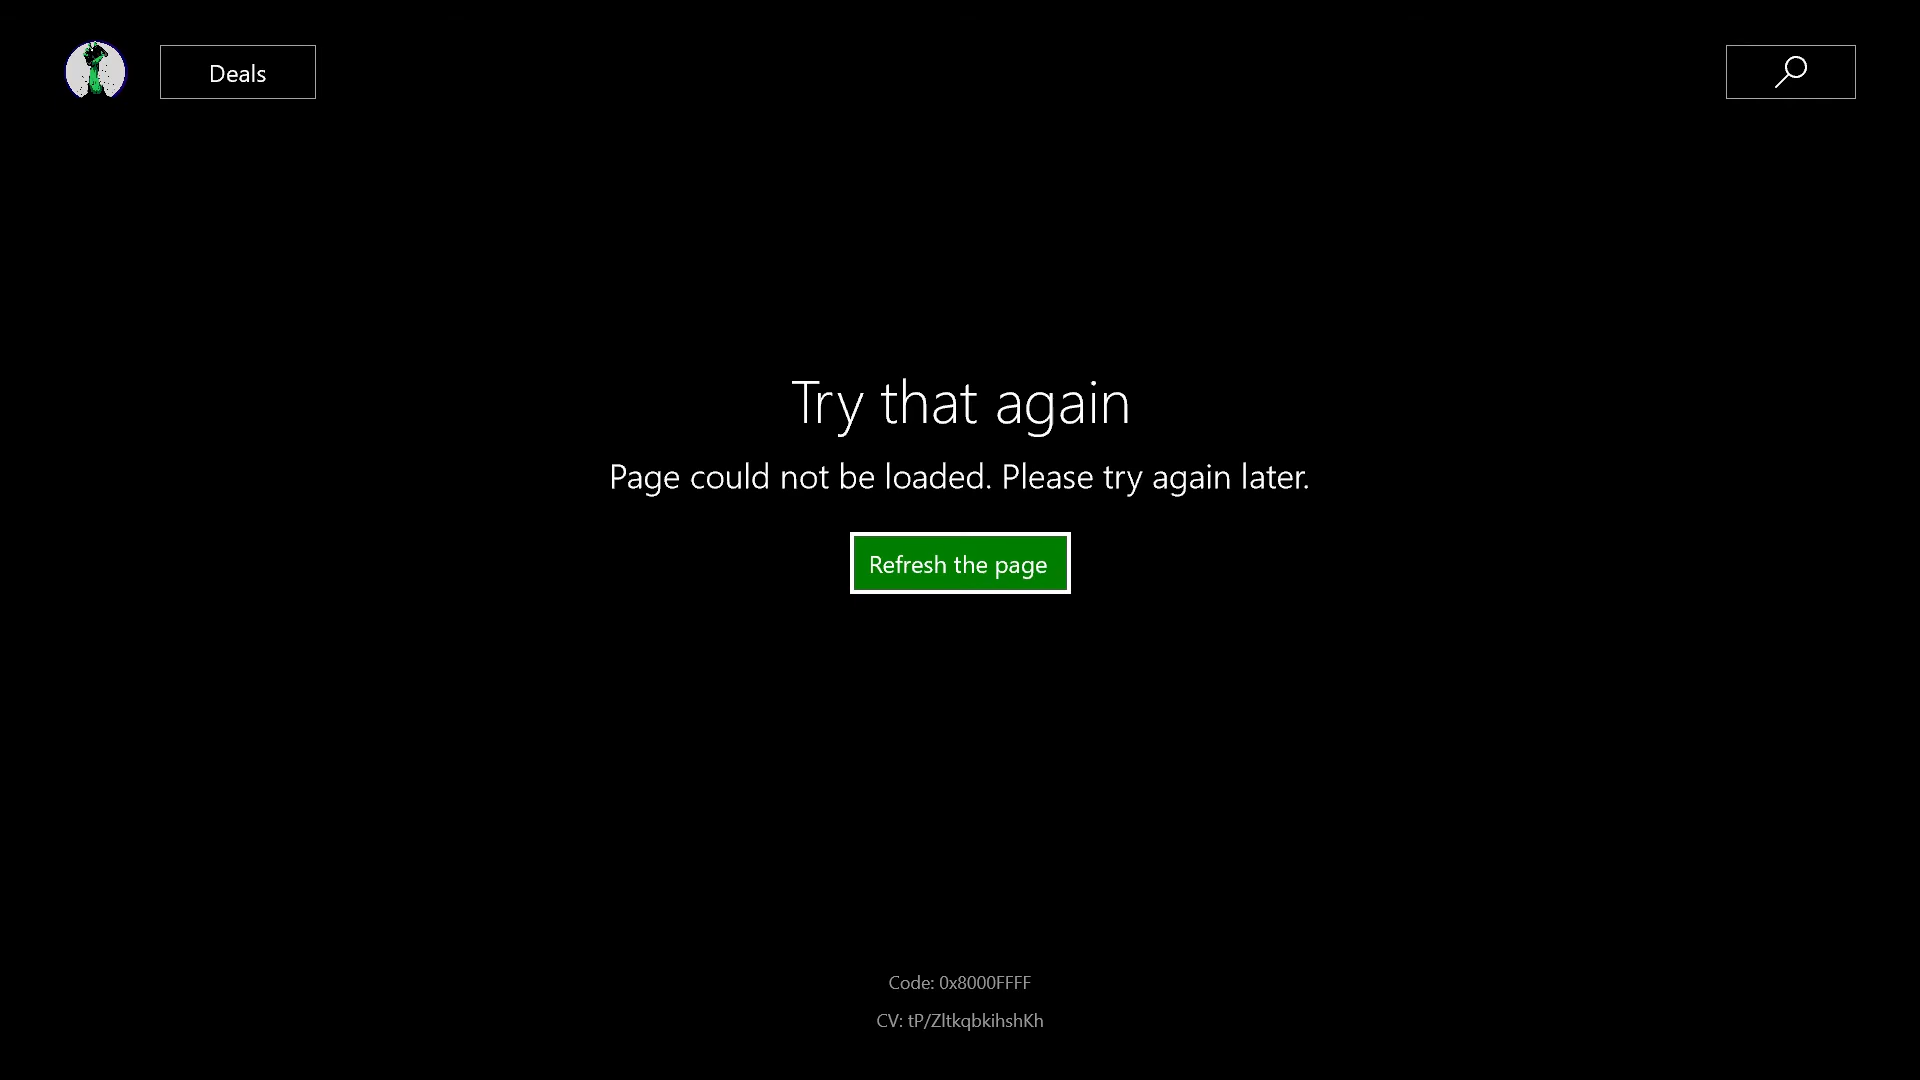 Deals
Try that again
Page could not be loaded. Please try again later.
Refresh the page
Code: 0x8000FFFF
CV: tP/ZltkqbkihshKh